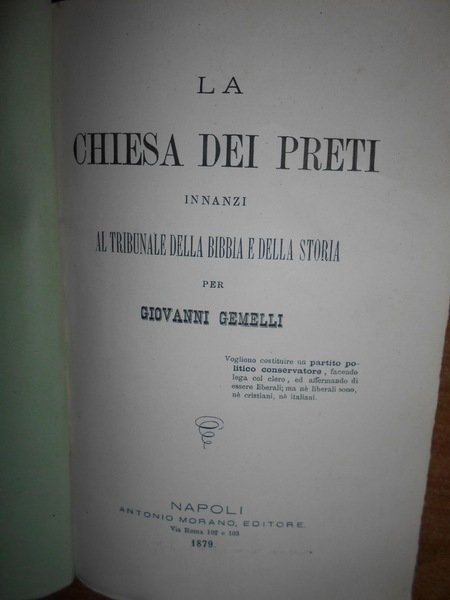 LA
CHIESA DEI PRETI
INNANZI
AL TRIBUNALE DELLA BIBBIA E DELLA STORIA
PER
GIOVANNI GEMELLI
Vogliono costituire un partito po-
litico conservatore, facendo
lega col clero, ed affermando di
essere liberali; ma nè liberali sono,
nè cristiani, nè italiani.
NAPOLI
ANTONIO MORANO, EDITORE
Via Roma 102 e 103
1879